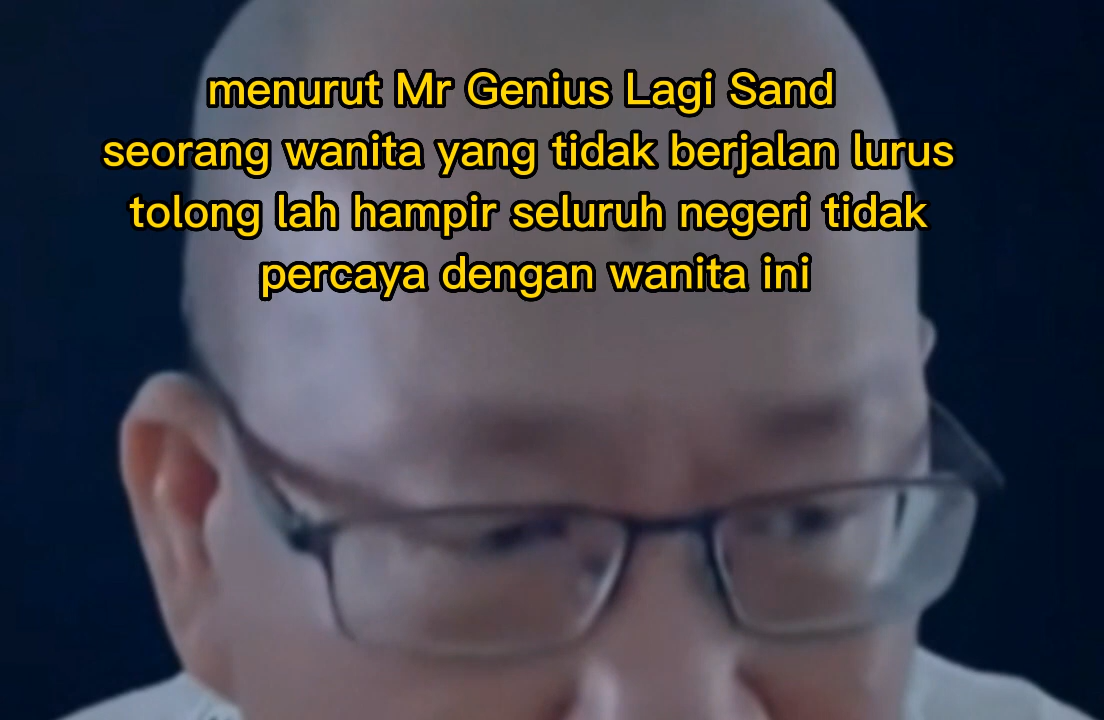 menurut Mr Genius Lagi Sand
seorang wanita yang tidak berjalan lurus
tolong lah hampir seluruh negeri tidak
percaya dengan wanita ini